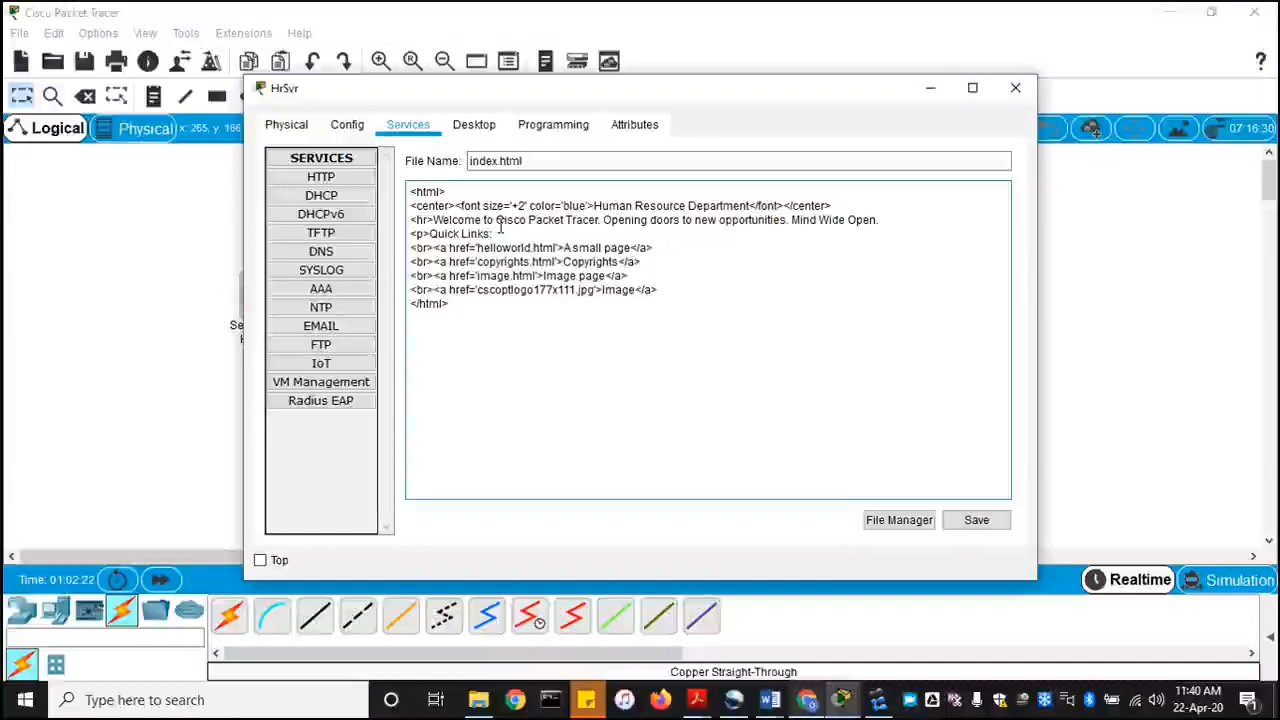 Cisco Packet Tracer
File Edit Options View Tools Extensions Help
?
HrSvr
Logical
Physical x: 265, y: 166
07:16:30
Physical Config Services Desktop Programming Attributes
SERVICES
HTTP
DHCP
DHCPv6
TFTP
DNS
SYSLOG
AAA
NTP
EMAIL
FTP
IoT
VM Management
Radius EAP
File Name: index.html
<html>
<center><font size='+2' color='blue'>Human Resource Department</font></center>
<hr>Welcome to Cisco Packet Tracer. Opening doors to new opportunities. Mind Wide Open.
<p>Quick Links:
<br><a href='helloworld.html'>A small page</a>
<br><a href='copyrights.html'>Copyrights</a>
<br><a href='image.html'>Image page</a>
<br><a href='cscoptlogo177x111.jpg'>Image</a>
</html>
Se
File Manager Save
Top
Time: 01:02:22
Realtime Simulation
Copper Straight-Through
Type here to search
11:40 AM
22-Apr-20
1